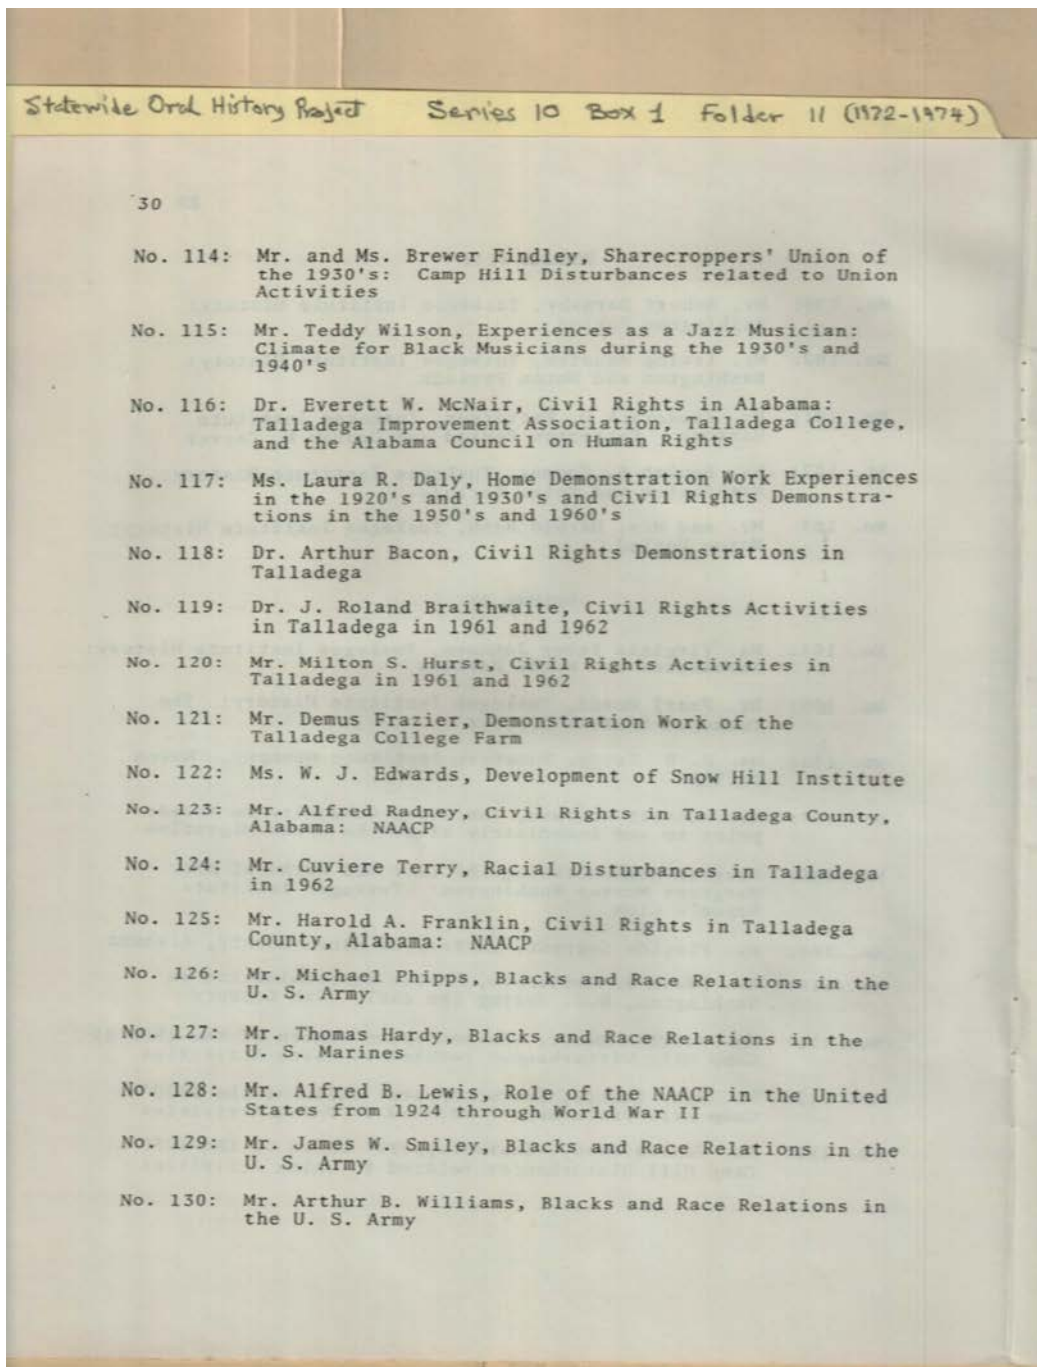 Statewide Oral History Project Series 10 Box 1 Folder 11 (1972-1974)
30
No. 114: Mr. and Ms. Brewer Findley, Sharecroppers' Union of
the 1930's: Camp Hill Disturbances related to Union
Activities
No. 115: Mr. Teddy Wilson, Experiences as a Jazz Musician:
Climate for Black Musicians during the 1930's and
1940's
No. 116: Dr. Everett W. McNair, Civil Rights in Alabama:
Talladega Improvement Association, Talladega College,
and the Alabama Council on Human Rights
No. 117: Ms. Laura R. Daly, Home Demonstration Work Experiences
in the 1920's and 1930's and Civil Rights Demonstra-
tions in the 1950's and 1960's
No. 118: Dr. Arthur Bacon, Civil Rights Demonstrations in
Talladega
No. 119: Dr. J. Roland Braithwaite, Civil Rights Activities
in Talladega in 1961 and 1962
No. 120: Mr. Milton S. Hurst, Civil Rights Activities in
Talladega in 1961 and 1962
No. 121: Mr. Demus Frazier, Demonstration Work of the
Talladega College Farm
No. 122: Ms. W. J. Edwards, Development of Snow Hill Institute
No. 123: Mr. Alfred Radney, Civil Rights in Talladega County,
Alabama: NAACP
No. 124: Mr. Cuviere Terry, Racial Disturbances in Talladega
in 1962
No. 125: Mr. Harold A. Franklin, Civil Rights in Talladega
County, Alabama: NAACP
No. 126: Mr. Michael Phipps, Blacks and Race Relations in the
U. S. Army
No. 127: Mr. Thomas Hardy, Blacks and Race Relations in the
U. S. Marines
No. 128: Mr. Alfred B. Lewis, Role of the NAACP in the United
States from 1924 through World War II
No. 129: Mr. James W. Smiley, Blacks and Race Relations in the
U. S. Army
No. 130: Mr. Arthur B. Williams, Blacks and Race Relations in
the U. S. Army